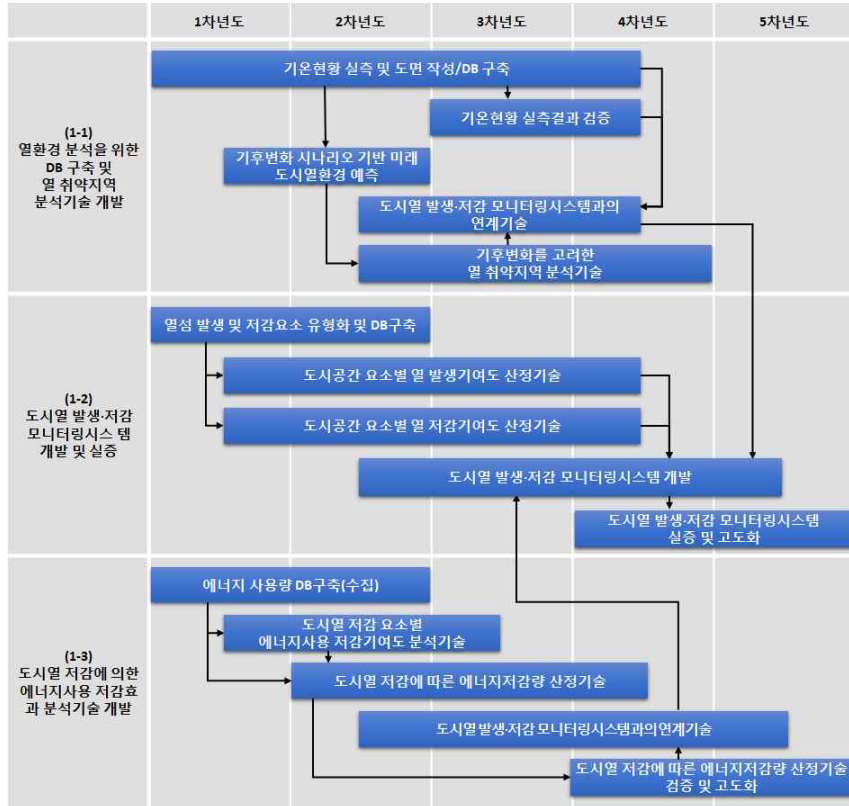 1차년도
2차년도
3차년도
4차년도
5차년도
(1-1)
열환경 분석을 위한
DB 구축 및
열 취약지역
분석기술 개발
기온현황 실측 및 도면 작성/DB 구축
기온현황 실측결과 검증
기후변화 시나리오 기반 미래
도시열환경 예측
도시열 발생·저감 모니터링시스템과의
연계기술
기후변화를 고려한
열 취약지역 분석기술
(1-2)
도시열 발생·저감
모니터링시스 템
개발 및 실증
열섬 발생 및 저감요소 유형화 및 DB구축
도시공간 요소별 열 발생기여도 산정기술
도시공간 요소별 열 저감기여도 산정기술
도시열 발생·저감 모니터링시스템 개발
도시열 발생·저감 모니터링시스템
실증 및 고도화
(1-3)
도시열 저감에 의한
에너지사용 저감효
과 분석기술 개발
에너지 사용량 DB구축(수집)
도시열 저감 요소별
에너지사용 저감기여도 분석기술
도시열 저감에 따른 에너지저감량 산정기술
도시열 발생·저감 모니터링시스템과의연계기술
도시열 저감에 따른 에너지저감량 산정기술
검증 및 고도화